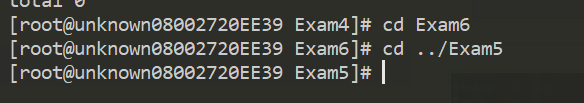 total 0
[root@unknown08002720EE39 Exam4]# cd Exam6
[root@unknown08002720EE39 Exam6]# cd ../Exam5
[root@unknown08002720EE39 Exam5]#